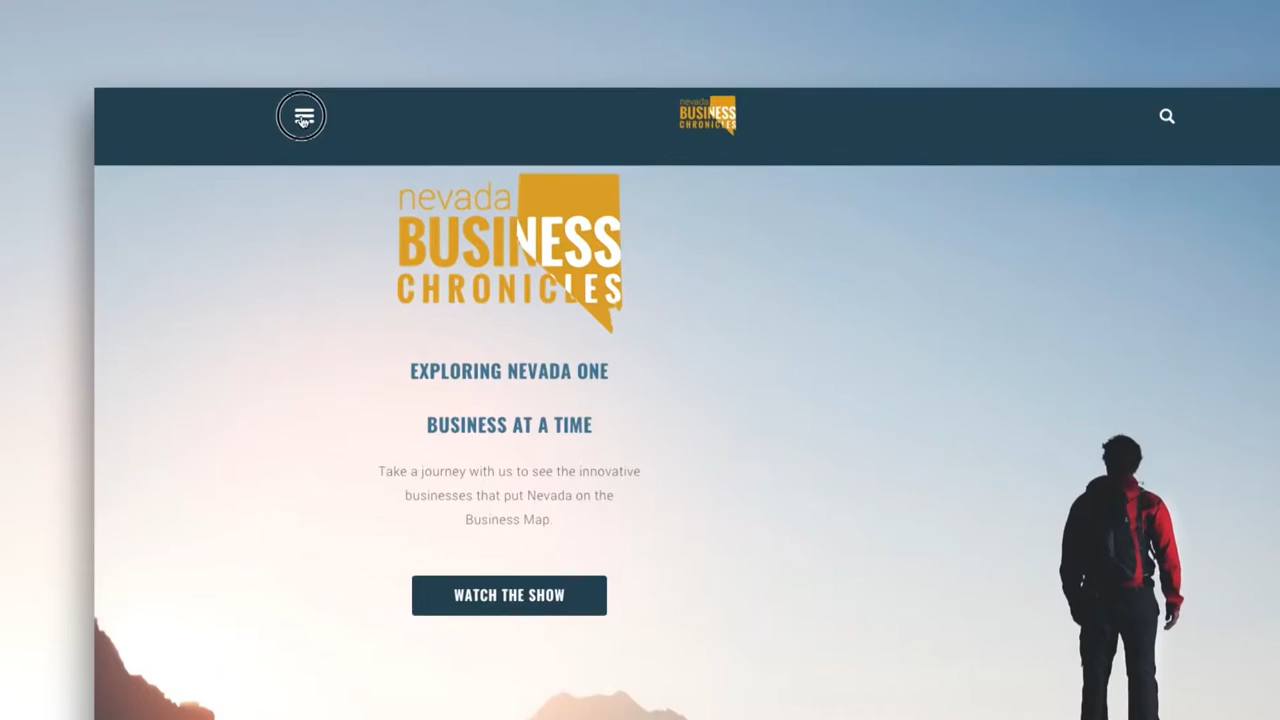 nevada
BUSINESS
CHRONICLES
nevada
BUSINESS
CHRONICLES
EXPLORING NEVADA ONE
BUSINESS AT A TIME
Take a journey with us to see the innovative
businesses that put Nevada on the
Business Map.
WATCH THE SHOW